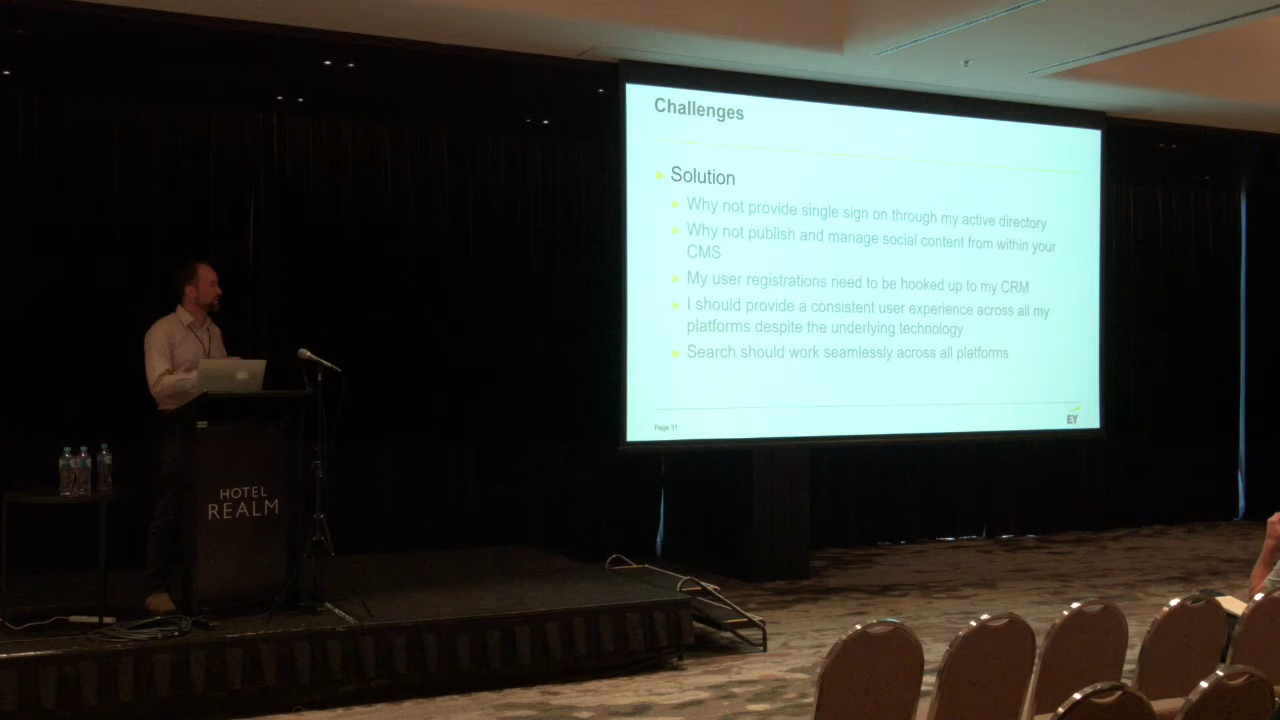 Challenges
Solution
Why not provide single sign on through my active directory
Why not publish and manage social content from within your
CMS
My user registrations need to be hooked up to my CRM
I should provide a consistent user experience across all my
platforms despite the underlying technology
Search should work seamlessly across all platforms
Page 31
EY
HOTEL
REALM